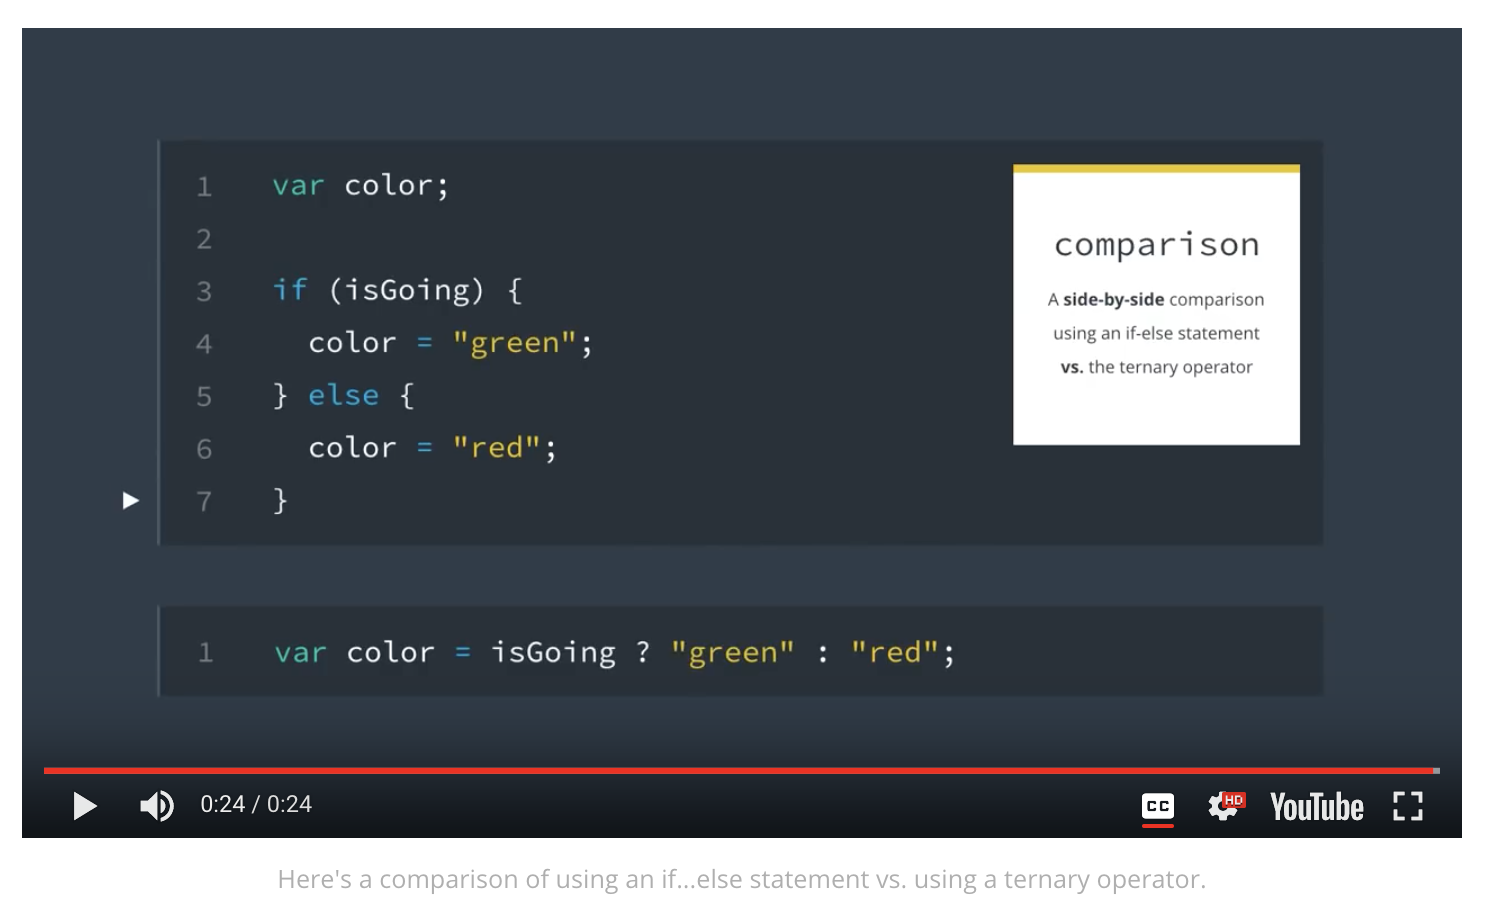 1 var color;
2
3 if (isGoing) {
4 color = "green";
5 } else {
6 color = "red";
7 }
comparison
A side-by-side comparison
using an if-else statement
vs. the ternary operator
1 var color = isGoing ? "green" : "red";
0:24 / 0:24
CC
HD
YouTube
Here's a comparison of using an if...else statement vs. using a ternary operator.